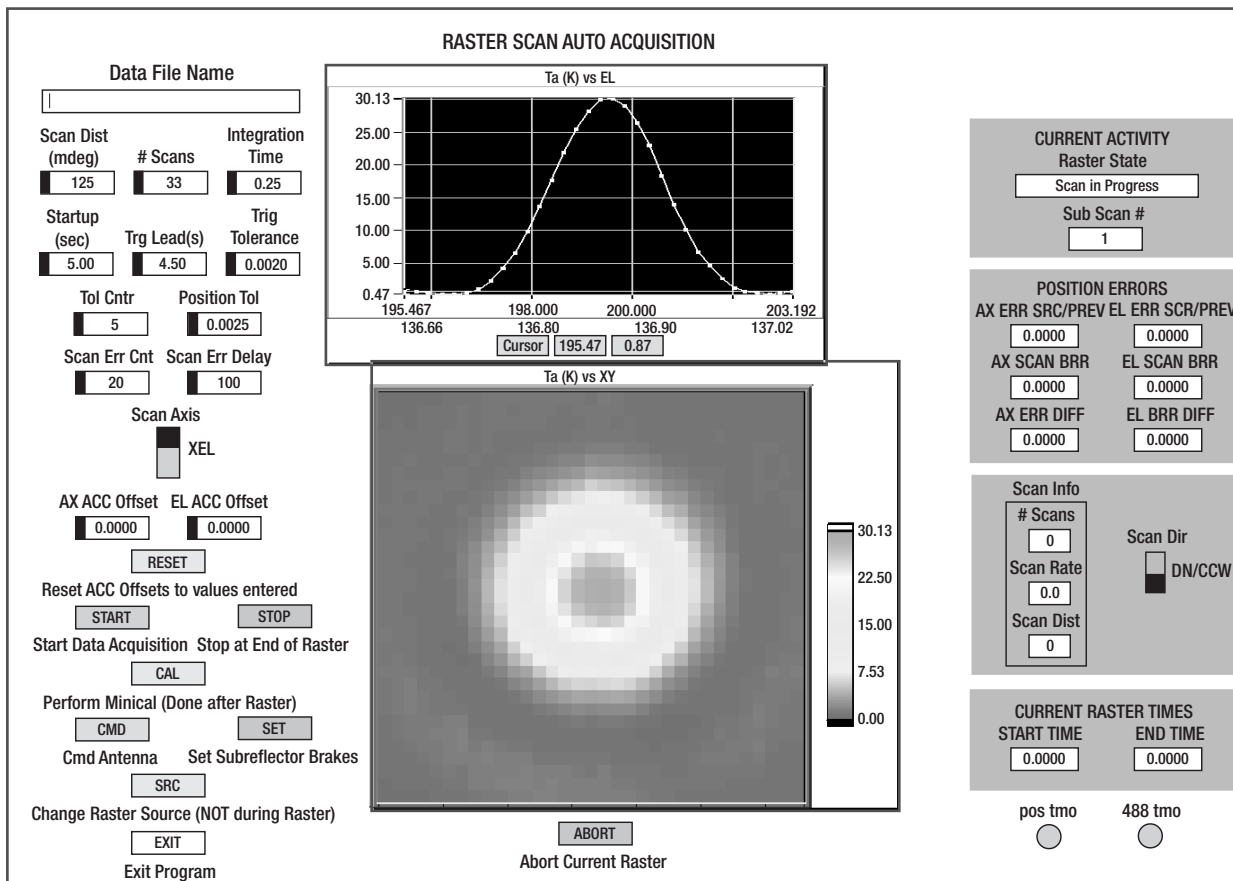 RASTER SCAN AUTO ACQUISITION
Data File Name
Scan Dist
(mdeg)
125
# Scans
33
Integration
Time
0.25
Startup
(sec)
5.00
Trg Lead(s)
4.50
Trig
Tolerance
0.0020
Tol Cntr
5
Position Tol
0.0025
Scan Err Cnt
20
Scan Err Delay
100
Scan Axis
XEL
AX ACC Offset
0.0000
EL ACC Offset
0.0000
RESET
Reset ACC Offsets to values entered
START
Start Data Acquisition
STOP
Stop at End of Raster
CAL
Perform Minical (Done after Raster)
CMD
Cmd Antenna
SET
Set Subreflector Brakes
SRC
Change Raster Source (NOT during Raster)
EXIT
Exit Program
Ta (K) vs EL
30.13
25.00
20.00
15.00
10.00
5.00
0.47
195.467 198.000 200.000 203.192
136.66 136.80 136.90 137.02
Cursor 195.47 0.87
Ta (K) vs XY
30.13
22.50
15.00
7.53
0.00
ABORT
Abort Current Raster
CURRENT ACTIVITY
Raster State
Scan in Progress
Sub Scan #
1
POSITION ERRORS
AX ERR SRC/PREV EL ERR SCR/PREV
0.0000 0.0000
AX SCAN BRR EL SCAN BRR
0.0000 0.0000
AX ERR DIFF EL BRR DIFF
0.0000 0.0000
Scan Info
# Scans
0
Scan Rate
0.0
Scan Dist
0
Scan Dir
DN/CCW
CURRENT RASTER TIMES
START TIME END TIME
0.0000 0.0000
pos tmo 488 tmo